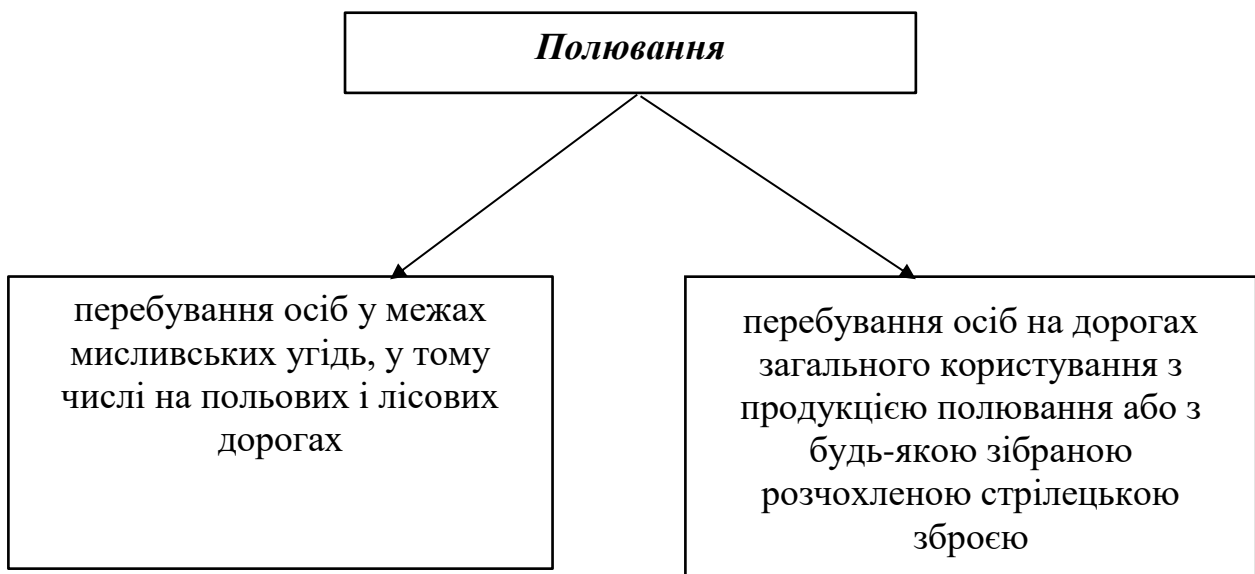 Полювання
перебування осіб у межах
мисливських угідь, у тому
числі на польових і лісових
дорогах
перебування осіб на дорогах
загального користування з
продукцією полювання або з
будь-якою зібраною
розчохленою стрілецькою
зброєю